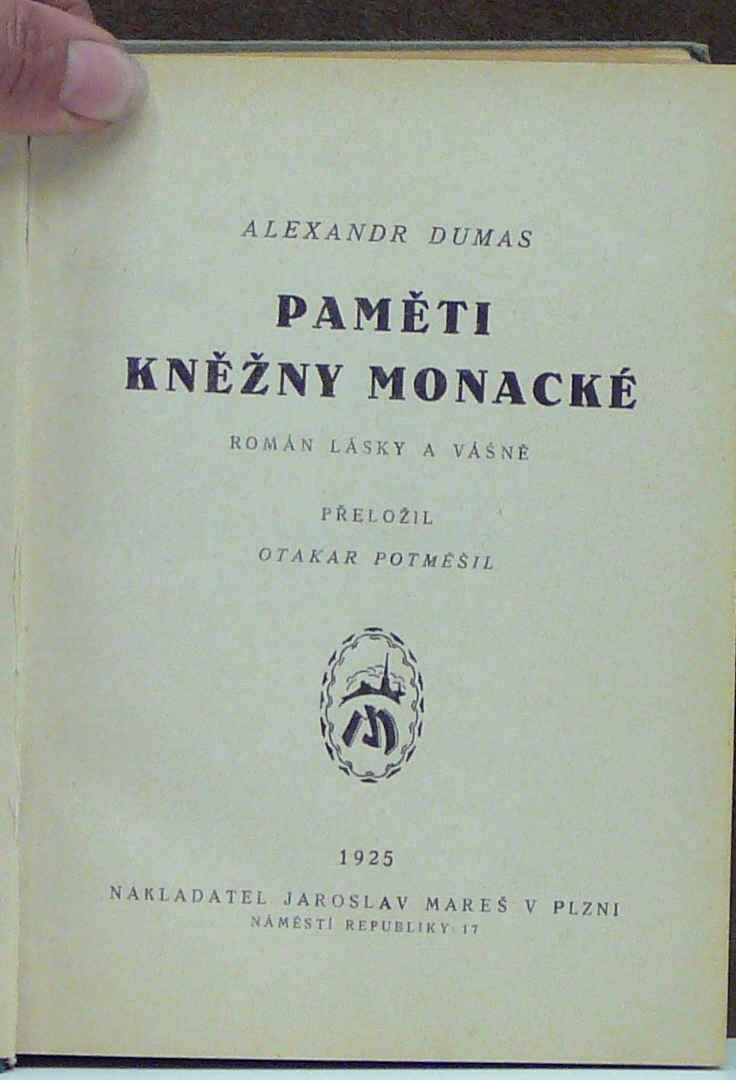 ALEXANDR DUMAS
PAMĚTI
KNĚŽNY MONACKÉ
ROMÁN LÁSKY A VÁŠNĚ
PŘELOŽIL
OTAKAR POTMĚŠIL
1925
NAKLADATEL JAROSLAV MAREŠ V PLZNI
NÁMĚSTÍ REPUBLIKY 17